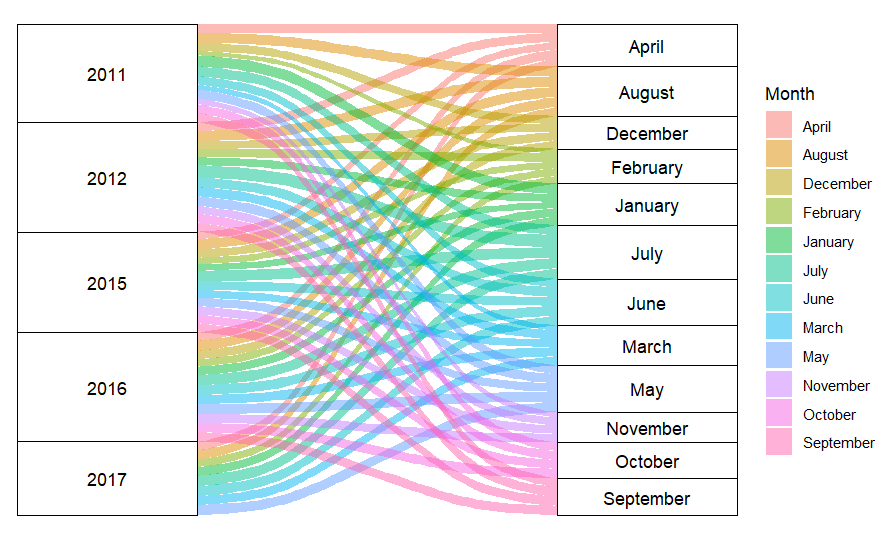 2011
2012
2015
2016
2017
April
August
December
February
January
July
June
March
May
November
October
September
Month
April
August
December
February
January
July
June
March
May
November
October
September